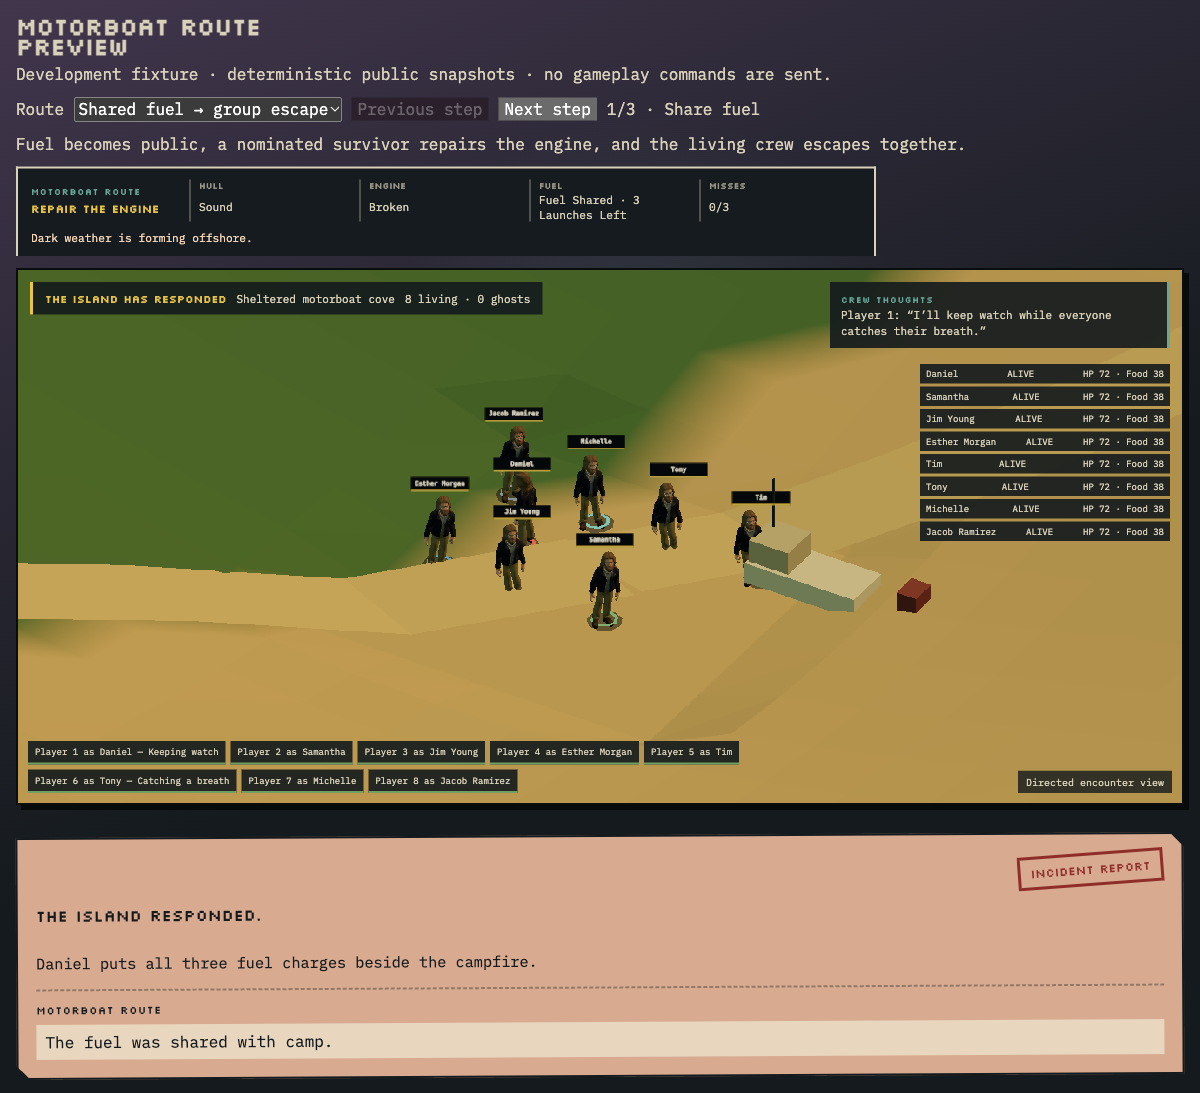 MOTORBOAT ROUTE
PREVIEW
Development fixture · deterministic public snapshots · no gameplay commands are sent.
Route Shared fuel → group escape Previous step Next step 1/3 · Share fuel
Fuel becomes public, a nominated survivor repairs the engine, and the living crew escapes together.
MOTORBOAT ROUTE
REPAIR THE ENGINE
HULL
Sound
ENGINE
Broken
FUEL
Fuel Shared · 3
Launches Left
MISSES
0/3
Dark weather is forming offshore.
THE ISLAND HAS RESPONDED Sheltered motorboat cove 8 living · 0 ghosts
CREW THOUGHTS
Player 1: “I’ll keep watch while everyone
catches their breath.”
Daniel ALIVE HP 72 · Food 38
Samantha ALIVE HP 72 · Food 38
Jim Young ALIVE HP 72 · Food 38
Esther Morgan ALIVE HP 72 · Food 38
Tim ALIVE HP 72 · Food 38
Tony ALIVE HP 72 · Food 38
Michelle ALIVE HP 72 · Food 38
Jacob Ramirez ALIVE HP 72 · Food 38
Jacob Ramirez
Michelle
Daniel
Tony
Esther Morgan
Tim
Jim Young
Samantha
Player 1 as Daniel — Keeping watch
Player 2 as Samantha
Player 3 as Jim Young
Player 4 as Esther Morgan
Player 5 as Tim
Player 6 as Tony — Catching a breath
Player 7 as Michelle
Player 8 as Jacob Ramirez
Directed encounter view
INCIDENT REPORT
THE ISLAND RESPONDED.
Daniel puts all three fuel charges beside the campfire.
MOTORBOAT ROUTE
The fuel was shared with camp.